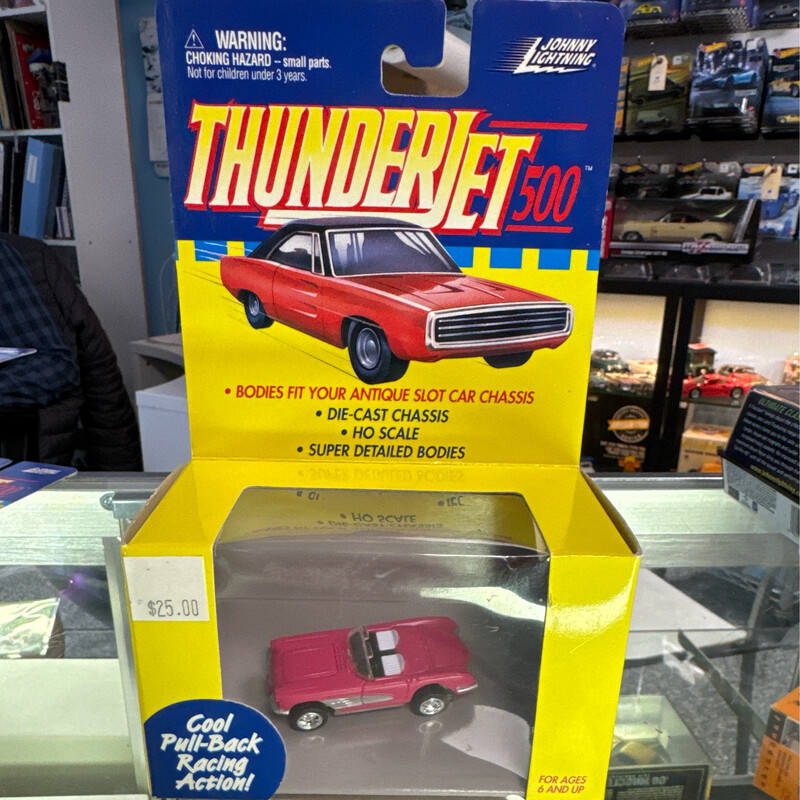 WARNING:
CHOKING HAZARD – small parts.
Not for children under 3 years.
JOHNNY
LIGHTNING
THUNDERJET 500™
• BODIES FIT YOUR ANTIQUE SLOT CAR CHASSIS
• DIE-CAST CHASSIS
• HO SCALE
• SUPER DETAILED BODIES
$25.00
Cool
Pull-Back
Racing
Action!
FOR AGES
6 AND UP